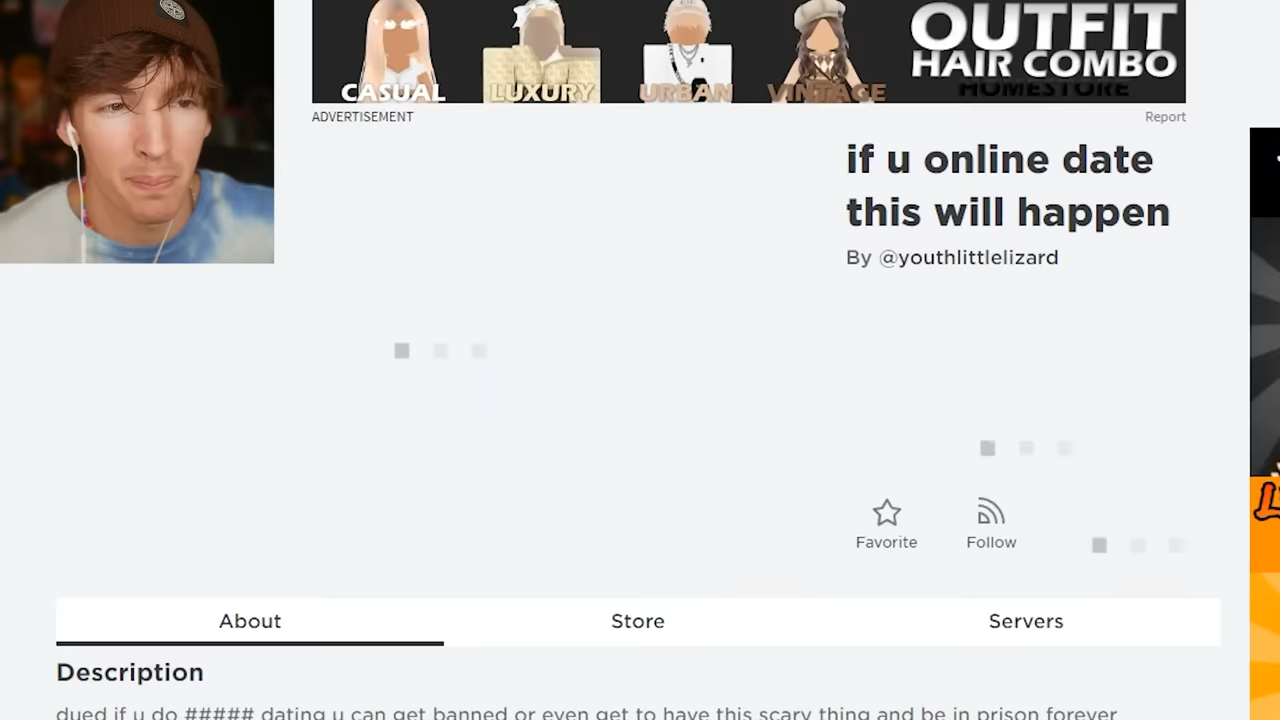 OUTFIT
HAIR COMBO
HOMESTORE
CASUAL
LUXURY
URBAN
VINTAGE
ADVERTISEMENT
Report
if u online date
this will happen
By @youthlittlelizard
Favorite
Follow
About
Store
Servers
Description
dued if u do ##### dating u can get banned or even get to have this scary thing and be in prison forever